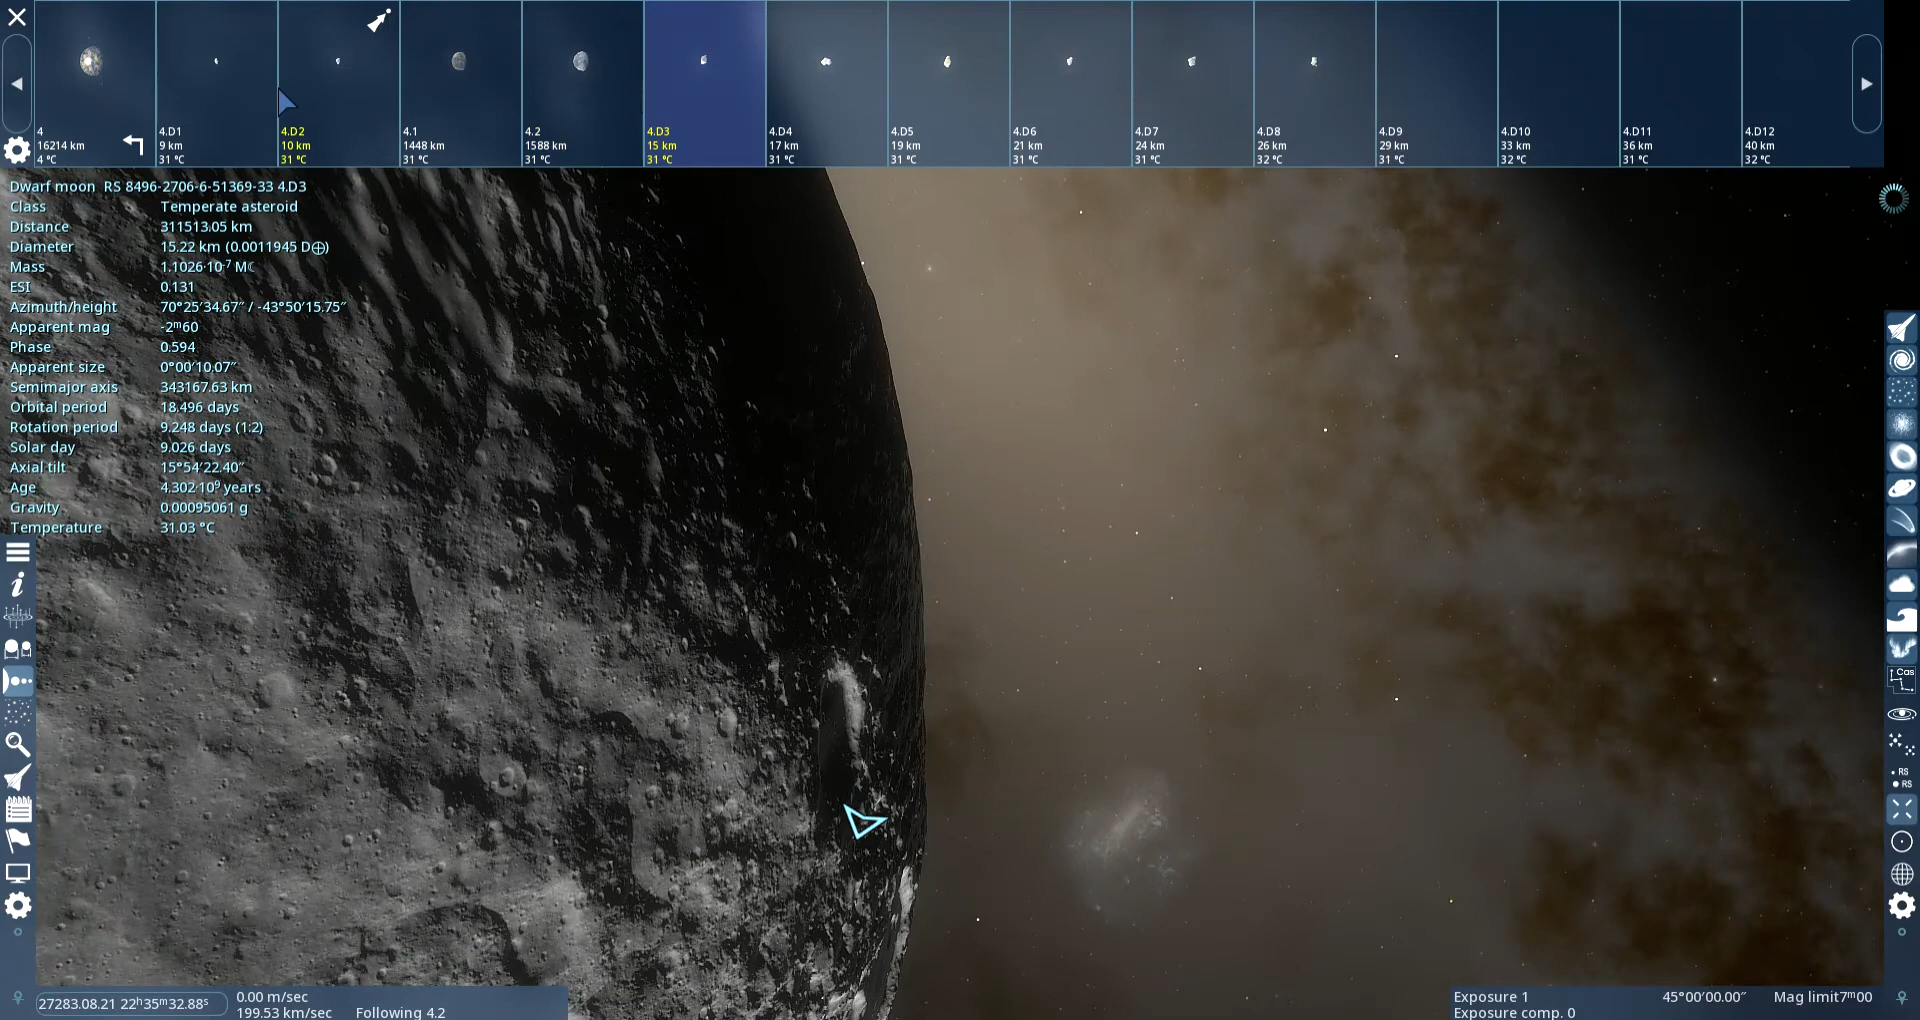 4
16214 km
4 °C
4.D1
9 km
31 °C
4.D2
10 km
31 °C
4.1
1448 km
31 °C
4.2
1588 km
31 °C
4.D3
15 km
31 °C
4.D4
17 km
31 °C
4.D5
19 km
31 °C
4.D6
21 km
31 °C
4.D7
24 km
31 °C
4.D8
26 km
32 °C
4.D9
29 km
31 °C
4.D10
33 km
32 °C
4.D11
36 km
31 °C
4.D12
40 km
32 °C
Dwarf moon RS 8496-2706-6-51369-33 4.D3
Class Temperate asteroid
Distance 311513.05 km
Diameter 15.22 km (0.0011945 D⊕)
Mass 1.1026·10⁻⁷ M☾
ESI 0.131
Azimuth/height 70°25′34.67″ / -43°50′15.75″
Apparent mag -2ᵐ60
Phase 0.594
Apparent size 0°00′10.07″
Semimajor axis 343167.63 km
Orbital period 18.496 days
Rotation period 9.248 days (1:2)
Solar day 9.026 days
Axial tilt 15°54′22.40″
Age 4.302·10⁹ years
Gravity 0.00095061 g
Temperature 31.03 °C
Cas
RS
RS
27283.08.21 22ʰ35ᵐ32.88ˢ
0.00 m/sec
199.53 km/sec Following 4.2
Exposure 1 45°00′00.00″ Mag limit7ᵐ00
Exposure comp. 0